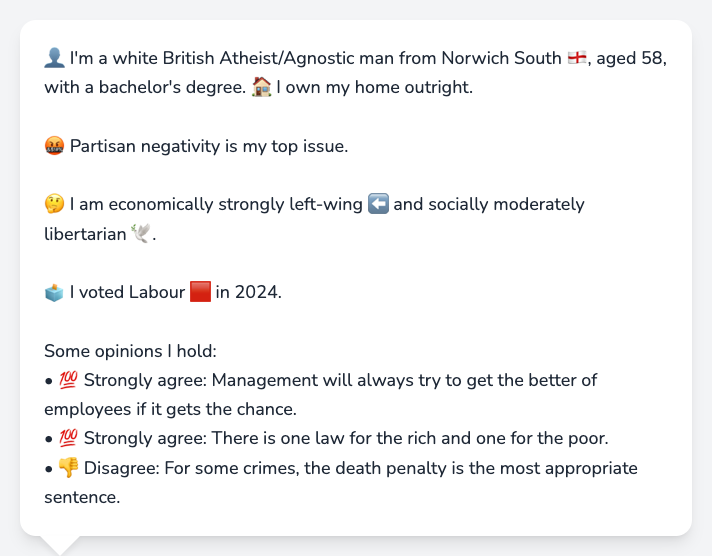 👤 I'm a white British Atheist/Agnostic man from Norwich South 🏴󠁧󠁢󠁥󠁮󠁧󠁿, aged 58,
with a bachelor's degree. 🏠 I own my home outright.
🤬 Partisan negativity is my top issue.
🤔 I am economically strongly left-wing ⬅️ and socially moderately
libertarian 🕊️.
🗳️ I voted Labour 🟥 in 2024.
Some opinions I hold:
• 💯 Strongly agree: Management will always try to get the better of
employees if it gets the chance.
• 💯 Strongly agree: There is one law for the rich and one for the poor.
• 👎 Disagree: For some crimes, the death penalty is the most appropriate
sentence.